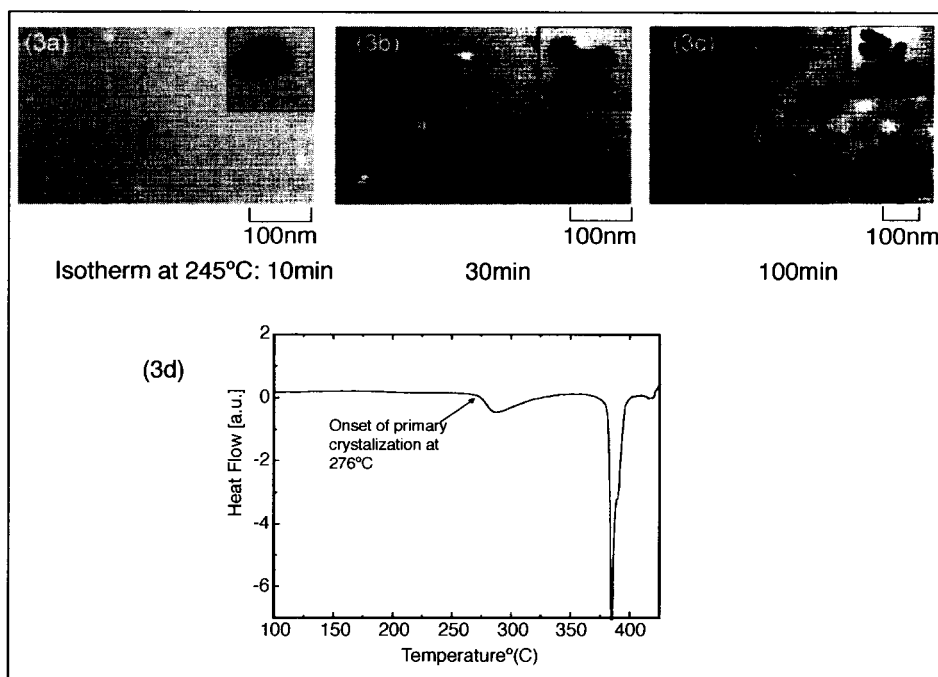 (3a)
(3b)
(3c)
100nm
100nm
100nm
Isotherm at 245ºC: 10min
30min
100min
(3d)
2
0
-2
-4
-6
Heat Flow [a.u.]
Onset of primary
crystalization at
276ºC
100 150 200 250 300 350 400
Temperatureº(C)